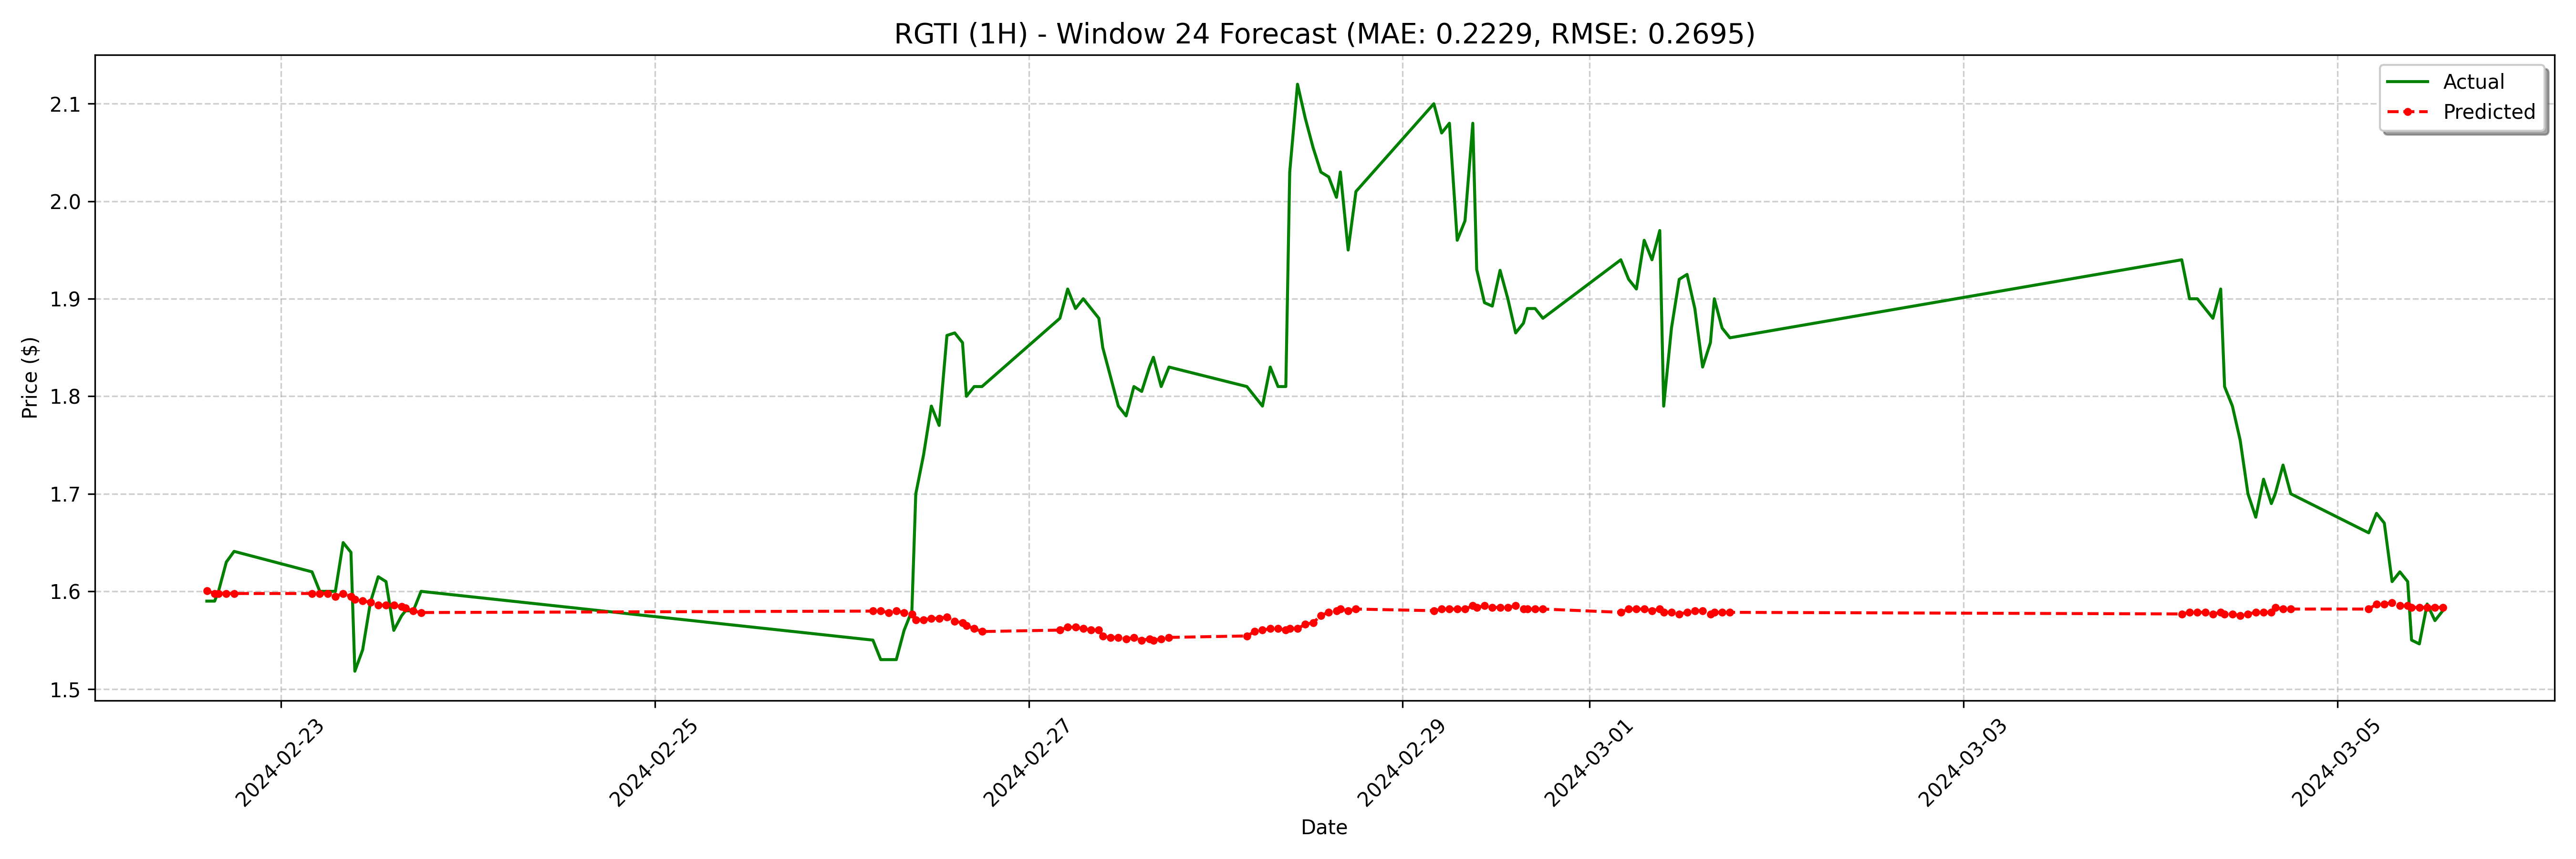 RGTI (1H) - Window 24 Forecast (MAE: 0.2229, RMSE: 0.2695)
Actual
Predicted
Price ($)
2.1
2.0
1.9
1.8
1.7
1.6
1.5
2024-02-23
2024-02-25
2024-02-27
2024-02-29
2024-03-01
2024-03-03
2024-03-05
Date